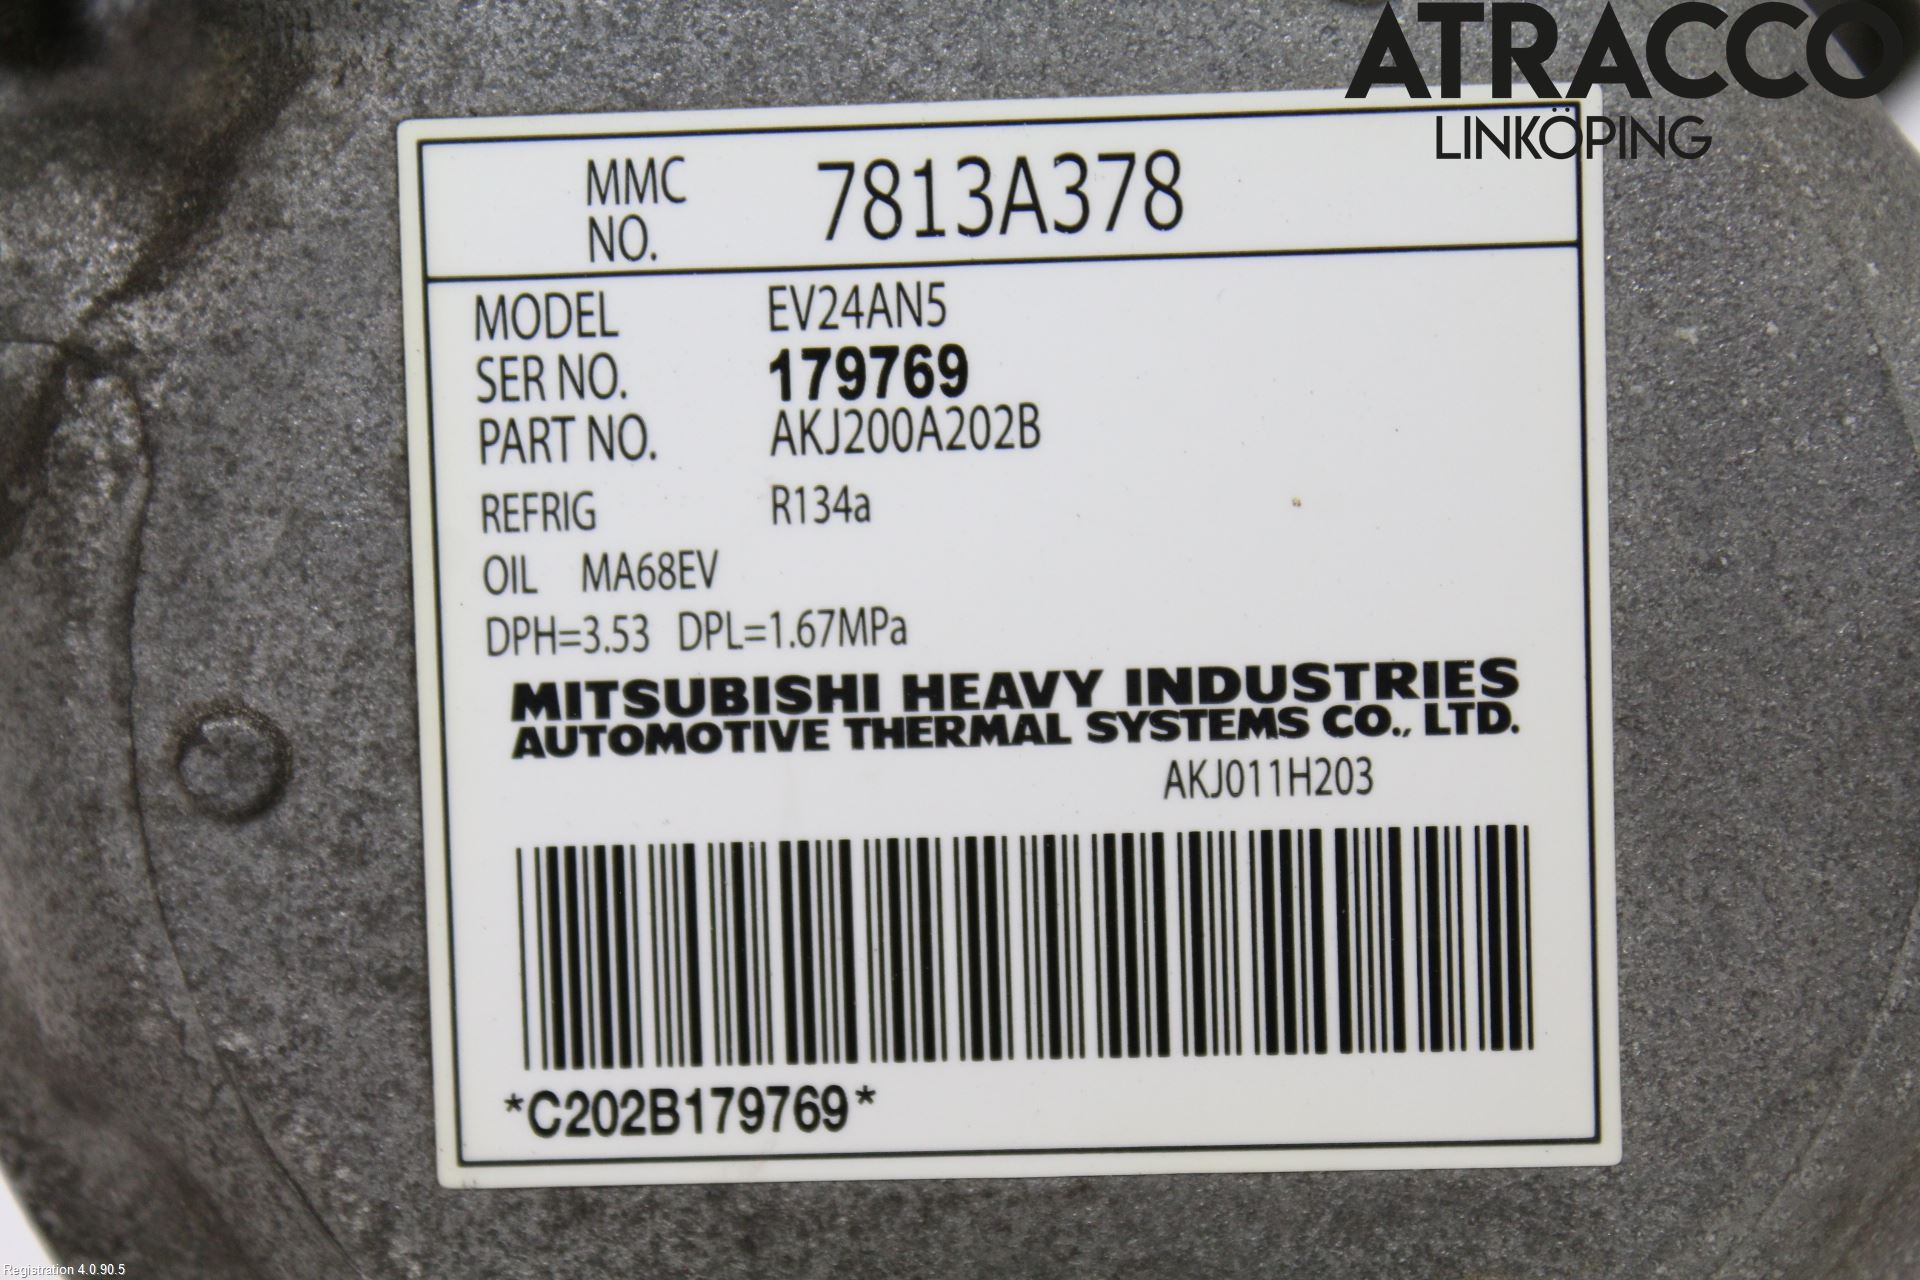 ATRACCO
LINKÖPING
MMC NO. 7813A378
MODEL EV24AN5
SER NO. 179769
PART NO. AKJ200A202B
REFRIG R134a
OIL MA68EV
DPH=3.53 DPL=1.67MPa
MITSUBISHI HEAVY INDUSTRIES
AUTOMOTIVE THERMAL SYSTEMS CO., LTD.
AKJ011H203
*C202B179769*
Registration 4.0.90.5